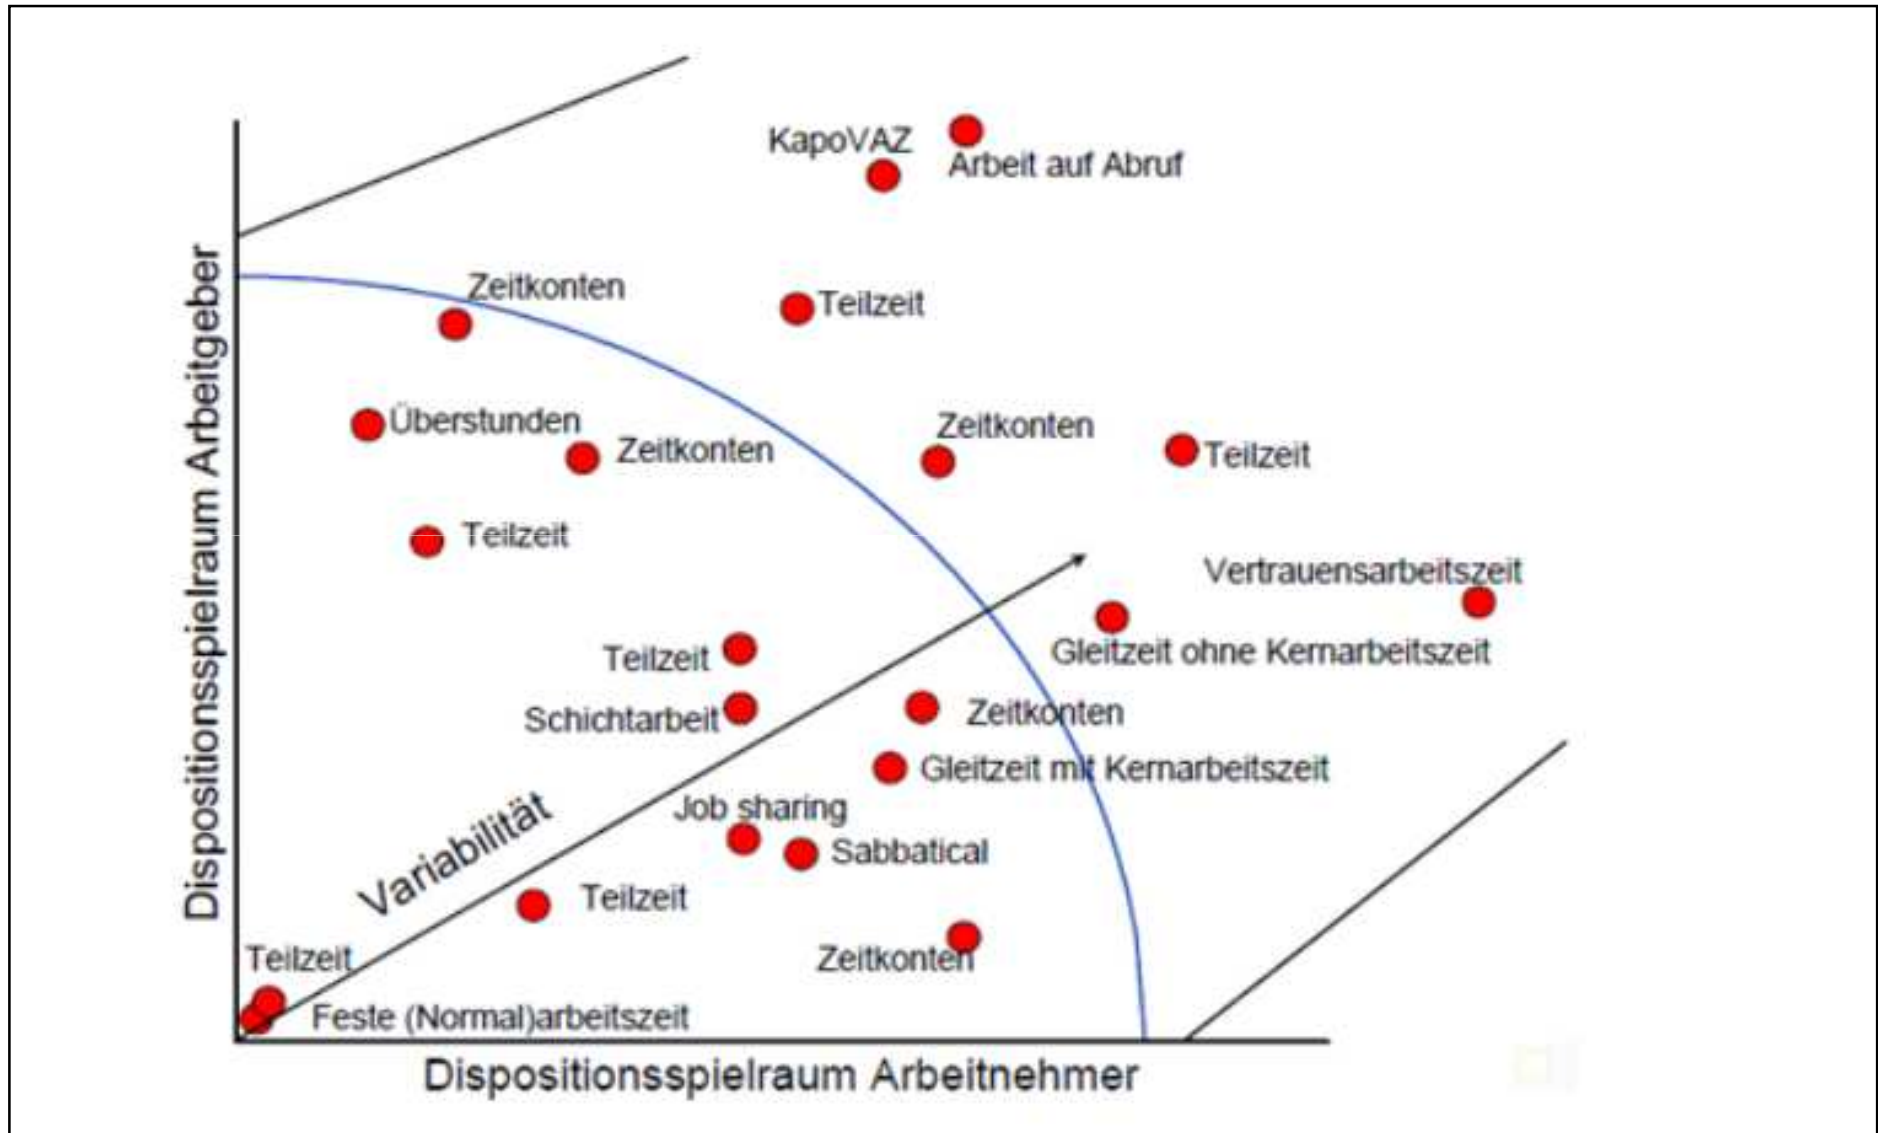 KapoVAZ
Arbeit auf Abruf
Zeitkonten
Teilzeit
Überstunden
Zeitkonten
Zeitkonten
Teilzeit
Teilzeit
Vertrauensarbeitszeit
Gleitzeit ohne Kernarbeitszeit
Teilzeit
Schichtarbeit
Zeitkonten
Gleitzeit mit Kernarbeitszeit
Job sharing
Sabbatical
Variabilität
Teilzeit
Zeitkonten
Teilzeit
Feste (Normal)arbeitszeit
Dispositionsspielraum Arbeitgeber
Dispositionsspielraum Arbeitnehmer